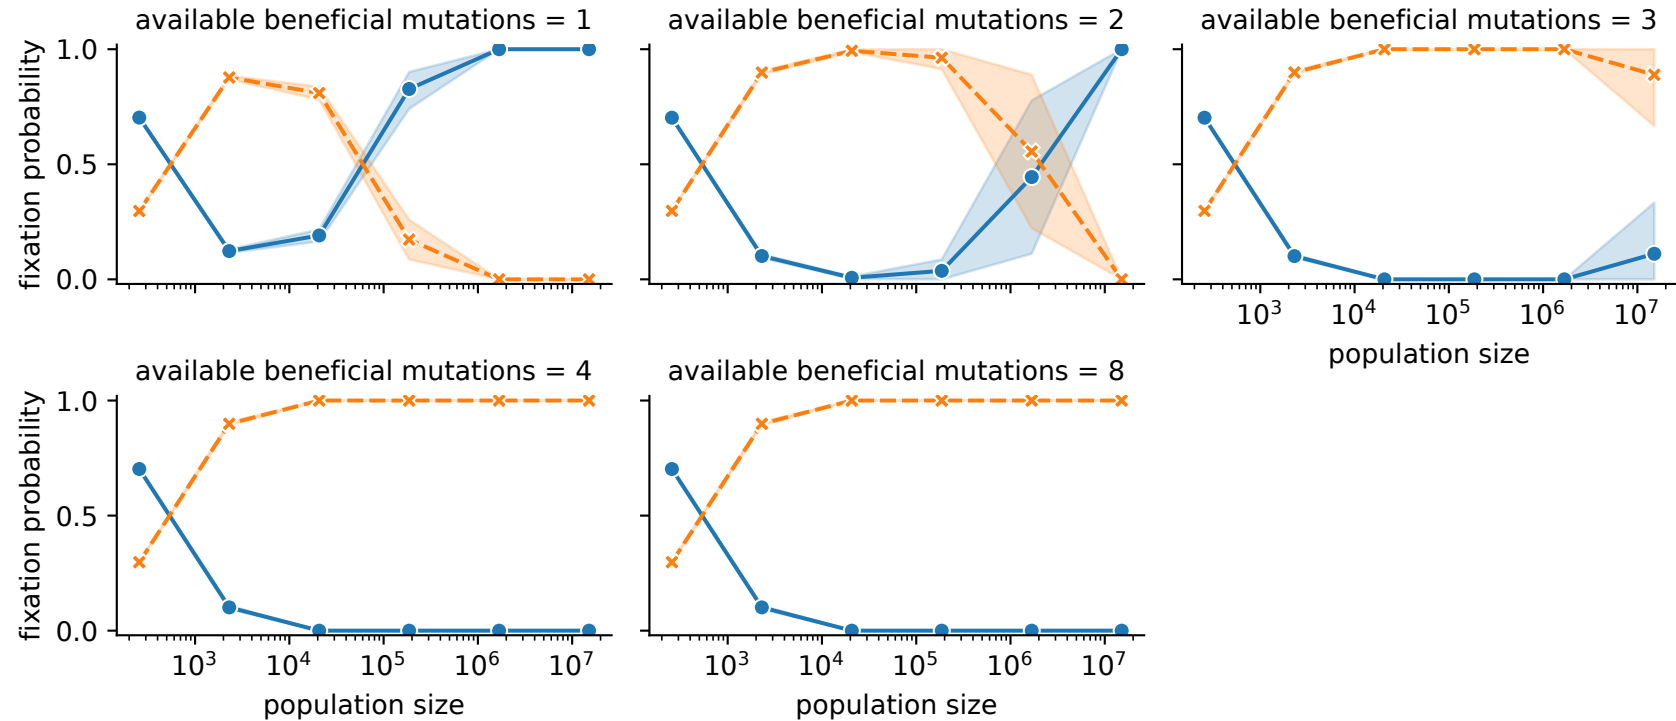 available beneficial mutations = 1
available beneficial mutations = 2
available beneficial mutations = 3
fixation probability
1.0
0.5
0.0
10³ 10⁴ 10⁵ 10⁶ 10⁷
population size
available beneficial mutations = 4
available beneficial mutations = 8
fixation probability
1.0
0.5
0.0
10³ 10⁴ 10⁵ 10⁶ 10⁷
population size
10³ 10⁴ 10⁵ 10⁶ 10⁷
population size